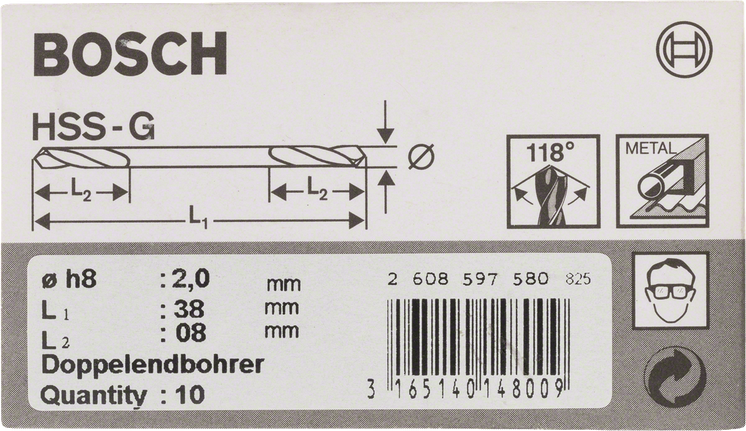 BOSCH
HSS-G
118°
METAL
Ø
L2
L2
L1
ø h8 : 2,0 mm
L 1 : 38 mm
L 2 : 08 mm
Doppelendbohrer
Quantity : 10
2 608 597 580 825
3 165140 148009